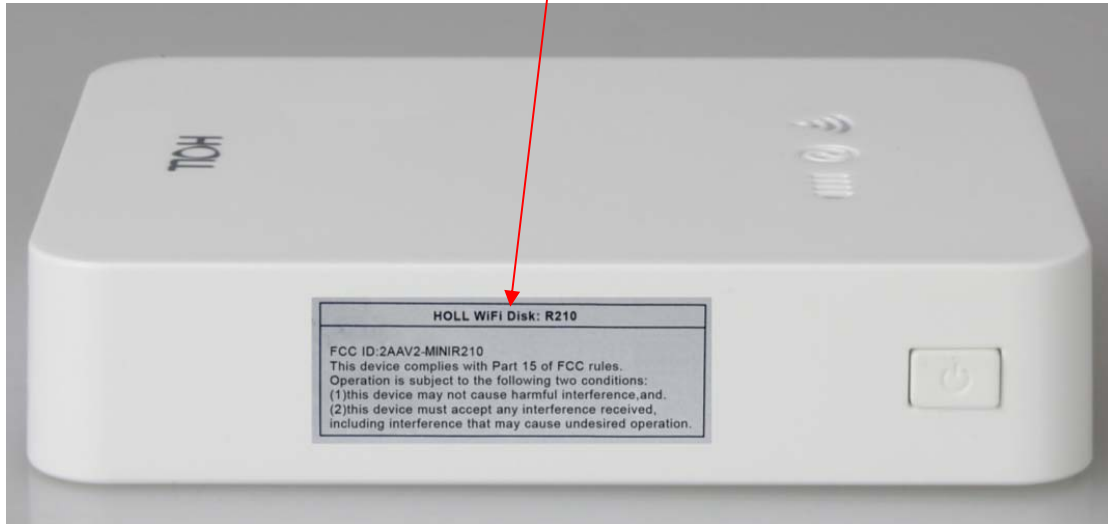 HOLL
HOLL WiFi Disk: R210
FCC ID:2AAV2-MINIR210
This device complies with Part 15 of FCC rules.
Operation is subject to the following two conditions:
(1)this device may not cause harmful interference,and.
(2)this device must accept any interference received,
including interference that may cause undesired operation.